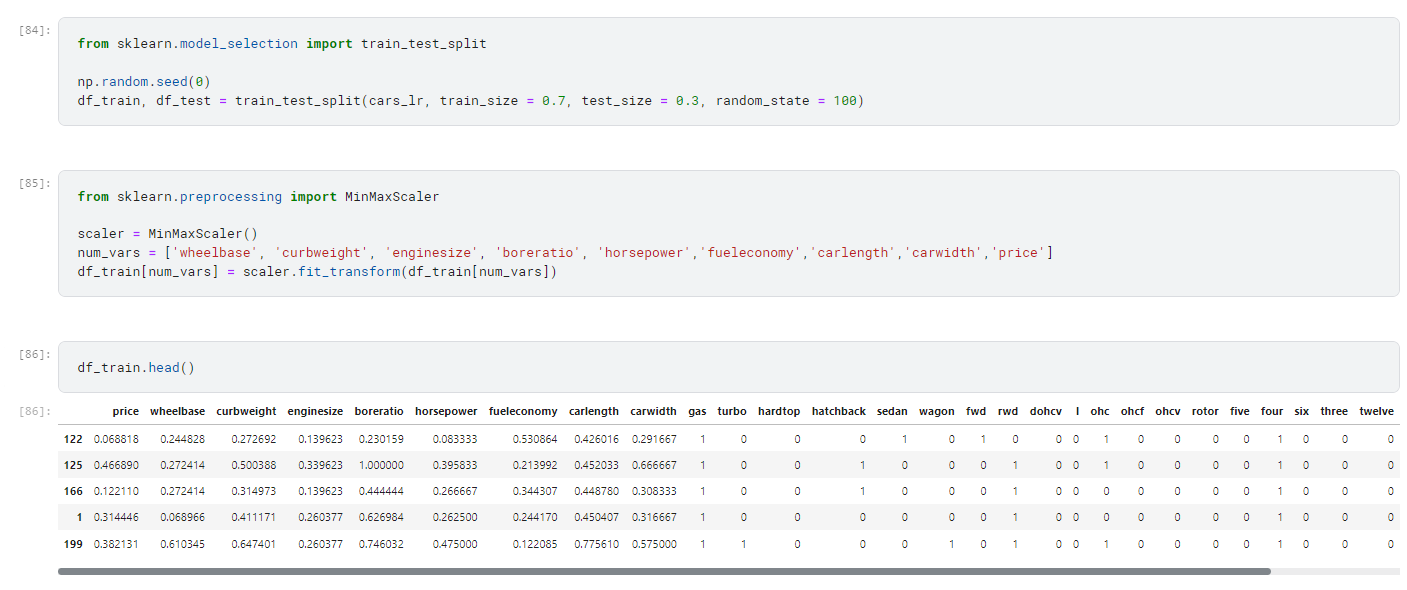 [84]:
from sklearn.model_selection import train_test_split
np.random.seed(0)
df_train, df_test = train_test_split(cars_lr, train_size = 0.7, test_size = 0.3, random_state = 100)
[85]:
from sklearn.preprocessing import MinMaxScaler
scaler = MinMaxScaler()
num_vars = ['wheelbase', 'curbweight', 'enginesize', 'boreratio', 'horsepower','fueleconomy','carlength','carwidth','price']
df_train[num_vars] = scaler.fit_transform(df_train[num_vars])
[86]:
df_train.head()
[86]:
price wheelbase curbweight enginesize boreratio horsepower fueleconomy carlength carwidth gas turbo hardtop hatchback sedan wagon fwd rwd dohcv l ohc ohcf ohcv rotor five four six three twelve
122 0.068818 0.244828 0.272692 0.139623 0.230159 0.083333 0.530864 0.426016 0.291667 1 0 0 0 1 0 1 0 0 0 1 0 0 0 0 1 0 0 0
125 0.466890 0.272414 0.500388 0.339623 1.000000 0.395833 0.213992 0.452033 0.666667 1 0 0 1 0 0 0 1 0 0 1 0 0 0 0 1 0 0 0
166 0.122110 0.272414 0.314973 0.139623 0.444444 0.266667 0.344307 0.448780 0.308333 1 0 0 1 0 0 0 1 0 0 0 0 0 0 0 1 0 0 0
1 0.314446 0.068966 0.411171 0.260377 0.626984 0.262500 0.244170 0.450407 0.316667 1 0 0 0 0 0 0 1 0 0 0 0 0 0 0 1 0 0 0
199 0.382131 0.610345 0.647401 0.260377 0.746032 0.475000 0.122085 0.775610 0.575000 1 1 0 0 0 1 0 1 0 0 1 0 0 0 0 1 0 0 0